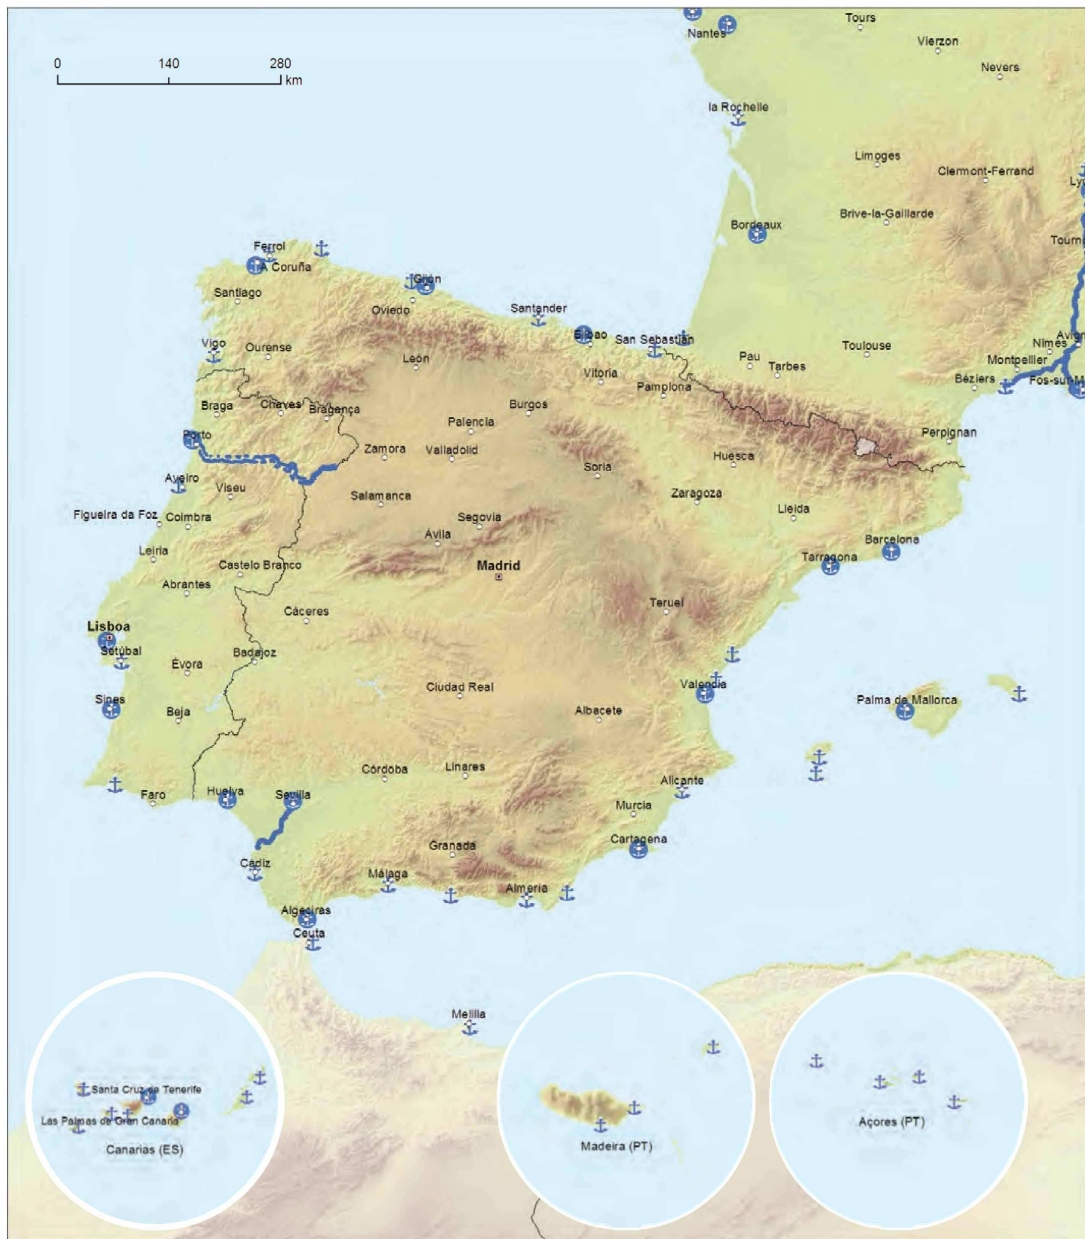 Nantes
Tours
Vierzon
Nevers
0 140 280
km
la Rochelle
Limoges
Clermont-Ferrand
Brive-la-Gaillarde
Bordeaux
Ferrol
A Coruña
Gijón
Santiago
Oviedo
Santander
Bilbao
San Sebastián
Vigo
Ourense
León
Vitoria
Pamplona
Pau
Tarbes
Toulouse
Nîmes
Montpellier
Béziers
Braga
Chaves
Bragança
Burgos
Palencia
Perpignan
Porto
Zamora
Valladolid
Soria
Huesca
Aveiro
Viseu
Salamanca
Zaragoza
Lleida
Figueira da Foz
Coimbra
Segovia
Ávila
Barcelona
Leiria
Castelo Branco
Madrid
Tarragona
Abrantes
Cáceres
Teruel
Lisboa
Setúbal
Évora
Badajoz
Ciudad Real
Valencia
Palma de Mallorca
Sines
Beja
Albacete
Córdoba
Linares
Alicante
Faro
Huelva
Sevilla
Murcia
Cartagena
Granada
Cádiz
Málaga
Almería
Algeciras
Ceuta
Melilla
Santa Cruz de Tenerife
Las Palmas de Gran Canaria
Canarias (ES)
Madeira (PT)
Açores (PT)